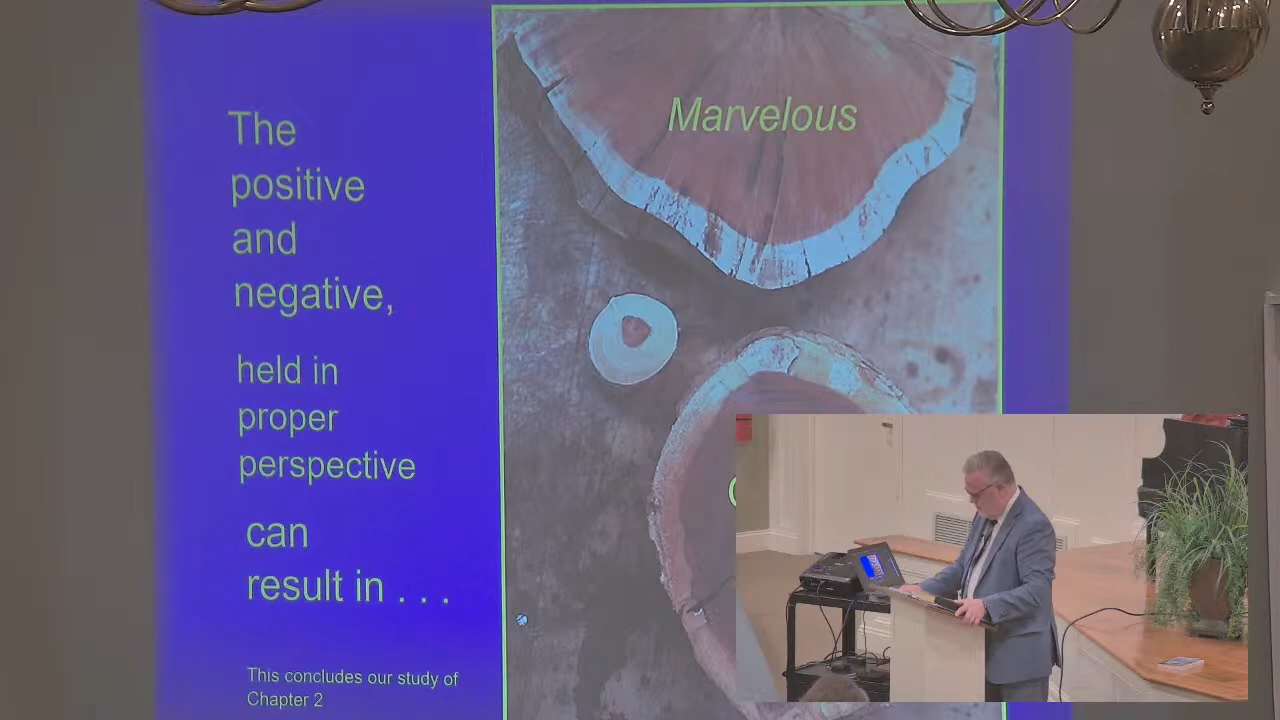 The
positive
and
negative,
held in
proper
perspective
can
result in . . .
This concludes our study of
Chapter 2
Marvelous